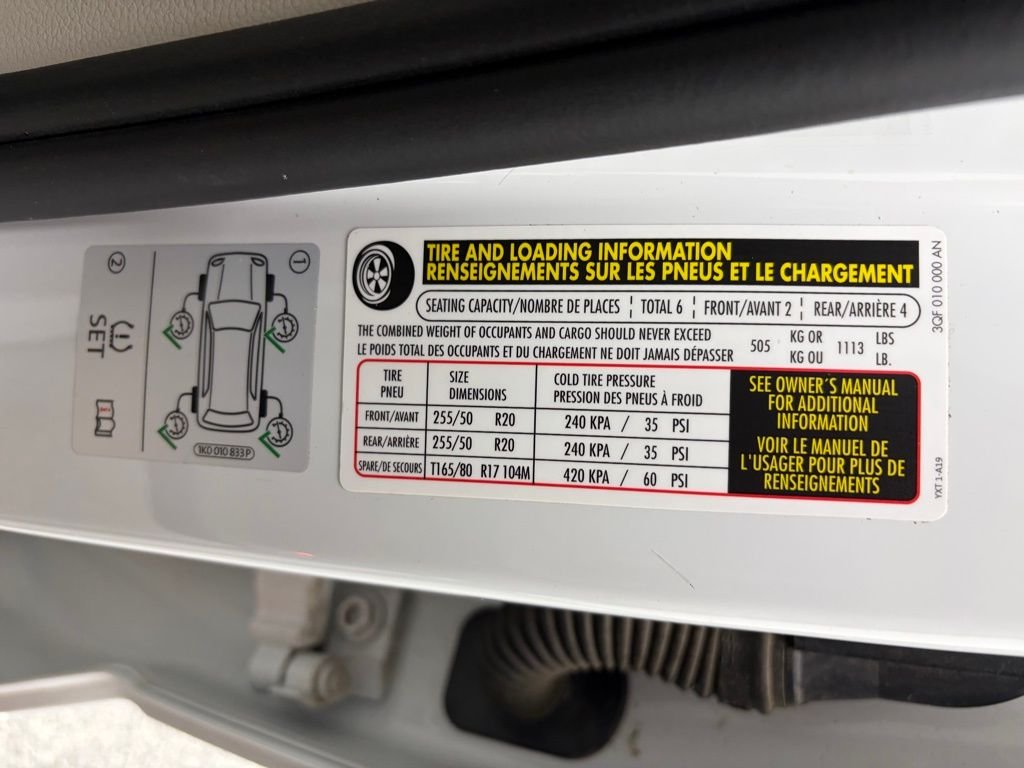 TIRE AND LOADING INFORMATION
RENSEIGNEMENTS SUR LES PNEUS ET LE CHARGEMENT
SEATING CAPACITY/NOMBRE DE PLACES ¦ TOTAL 6 ¦ FRONT/AVANT 2 ¦ REAR/ARRIÈRE 4
THE COMBINED WEIGHT OF OCCUPANTS AND CARGO SHOULD NEVER EXCEED
LE POIDS TOTAL DES OCCUPANTS ET DU CHARGEMENT NE DOIT JAMAIS DÉPASSER
505 KG OR 1113 LBS
KG OU LB.
TIRE SIZE COLD TIRE PRESSURE
PNEU DIMENSIONS PRESSION DES PNEUS À FROID
FRONT/AVANT 255/50 R20 240 KPA / 35 PSI
REAR/ARRIÈRE 255/50 R20 240 KPA / 35 PSI
SPARE/DE SECOURS T165/80 R17 104M 420 KPA / 60 PSI
SEE OWNER´S MANUAL
FOR ADDITIONAL
INFORMATION
VOIR LE MANUEL DE
L'USAGER POUR PLUS DE
RENSEIGNEMENTS
3QF 010 000 AN
YXT 1-A19
1
2
SET
1K0 010 833 P